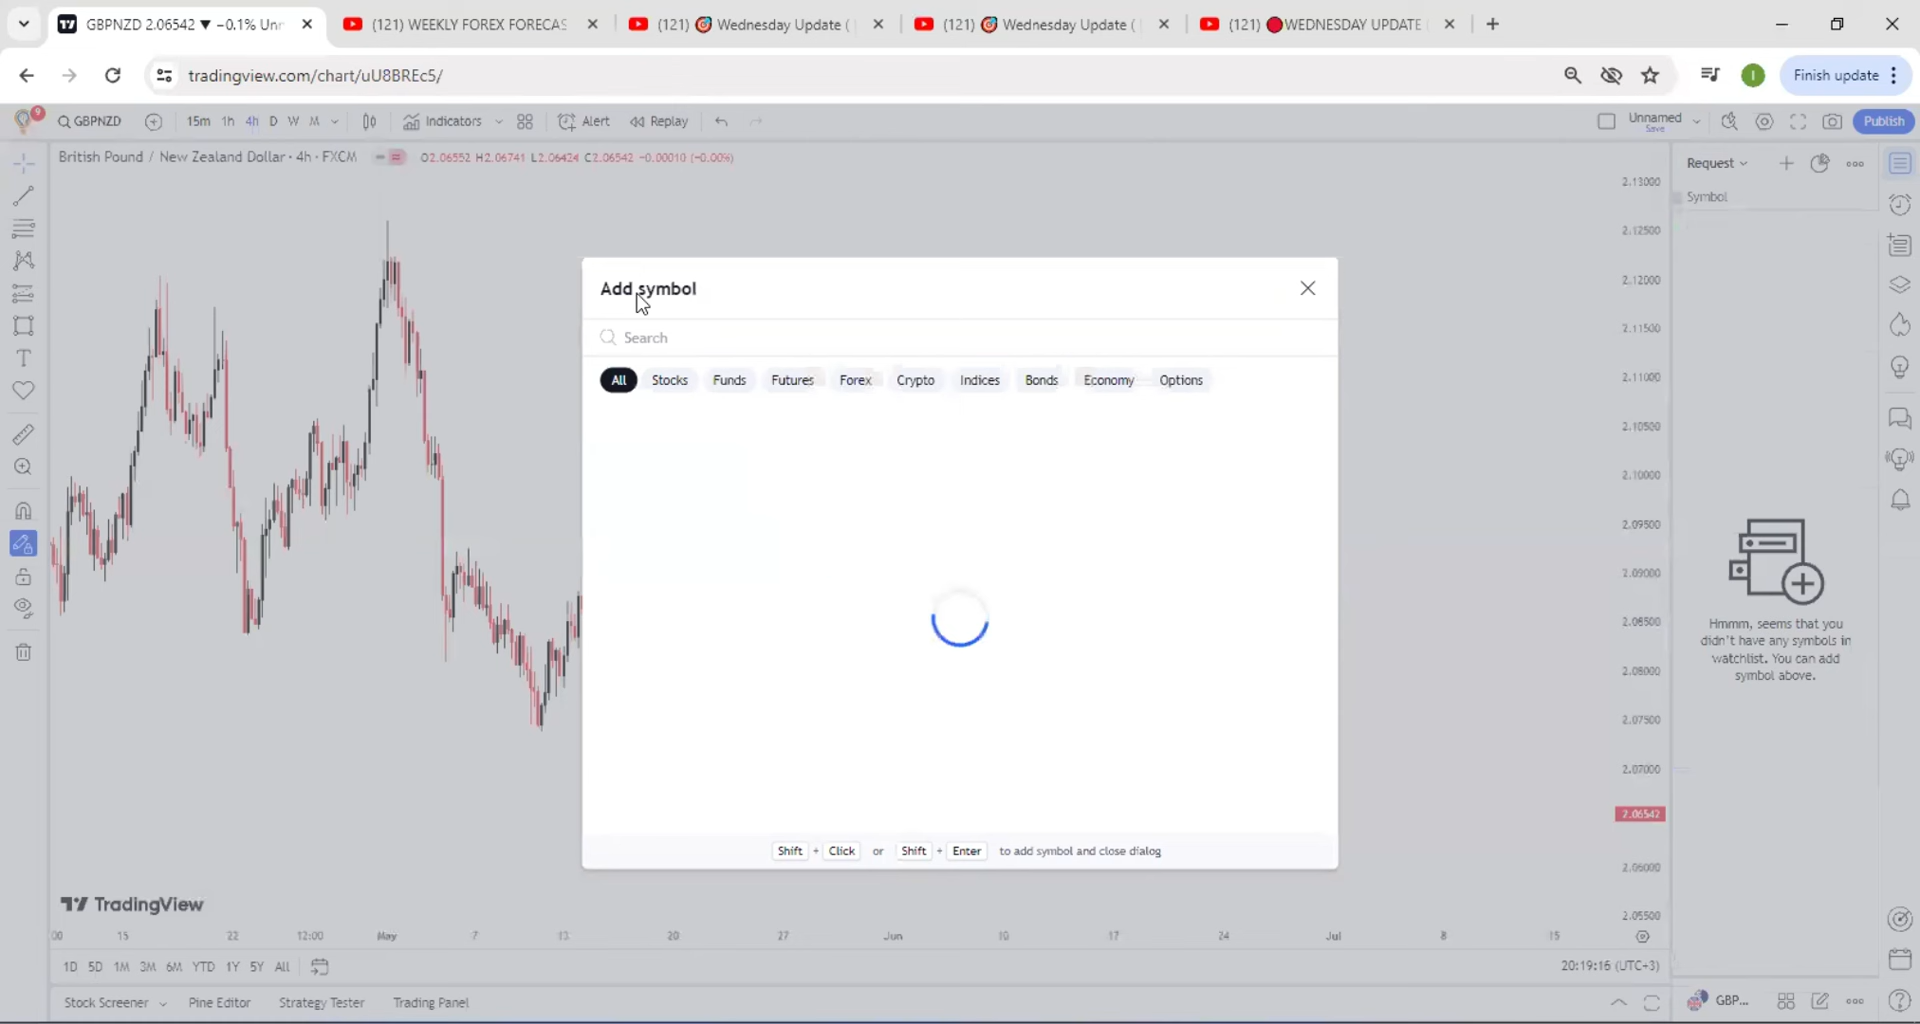 GBPNZD 2.06542 ▼ −0.1% Unr
(121) WEEKLY FOREX FORECAS
(121) 🎯 Wednesday Update (
(121) 🎯 Wednesday Update (
(121) 🔴WEDNESDAY UPDATE
tradingview.com/chart/uU8BREc5/
Finish update
9
GBPNZD
15m 1h 4h D W M
Indicators
Alert
Replay
Unnamed
Save
Publish
British Pound / New Zealand Dollar · 4h · FXCM
O2.06552 H2.06741 L2.06424 C2.06542 −0.00010 (−0.00%)
Request
Symbol
2.13000
2.12500
2.12000
2.11500
2.11000
2.10500
2.10000
2.09500
2.09000
2.08500
2.08000
2.07500
2.07000
2.06542
2.06000
2.05500
Add symbol
Search
All Stocks Funds Futures Forex Crypto Indices Bonds Economy Options
Shift + Click or Shift + Enter to add symbol and close dialog
Hmmm, seems that you
didn't have any symbols in
watchlist. You can add
symbol above.
TradingView
00 15 22 12:00 May 7 13 20 27 Jun 10 17 24 Jul 8 15
1D 5D 1M 3M 6M YTD 1Y 5Y All
20:19:16 (UTC+3)
Stock Screener Pine Editor Strategy Tester Trading Panel
GBP...